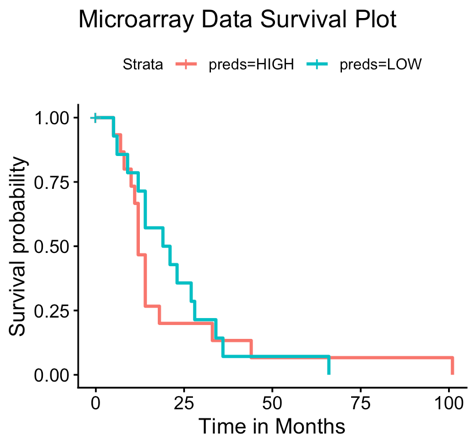 Microarray Data Survival Plot
Strata preds=HIGH preds=LOW
Survival probability
1.00
0.75
0.50
0.25
0.00
0 25 50 75 100
Time in Months